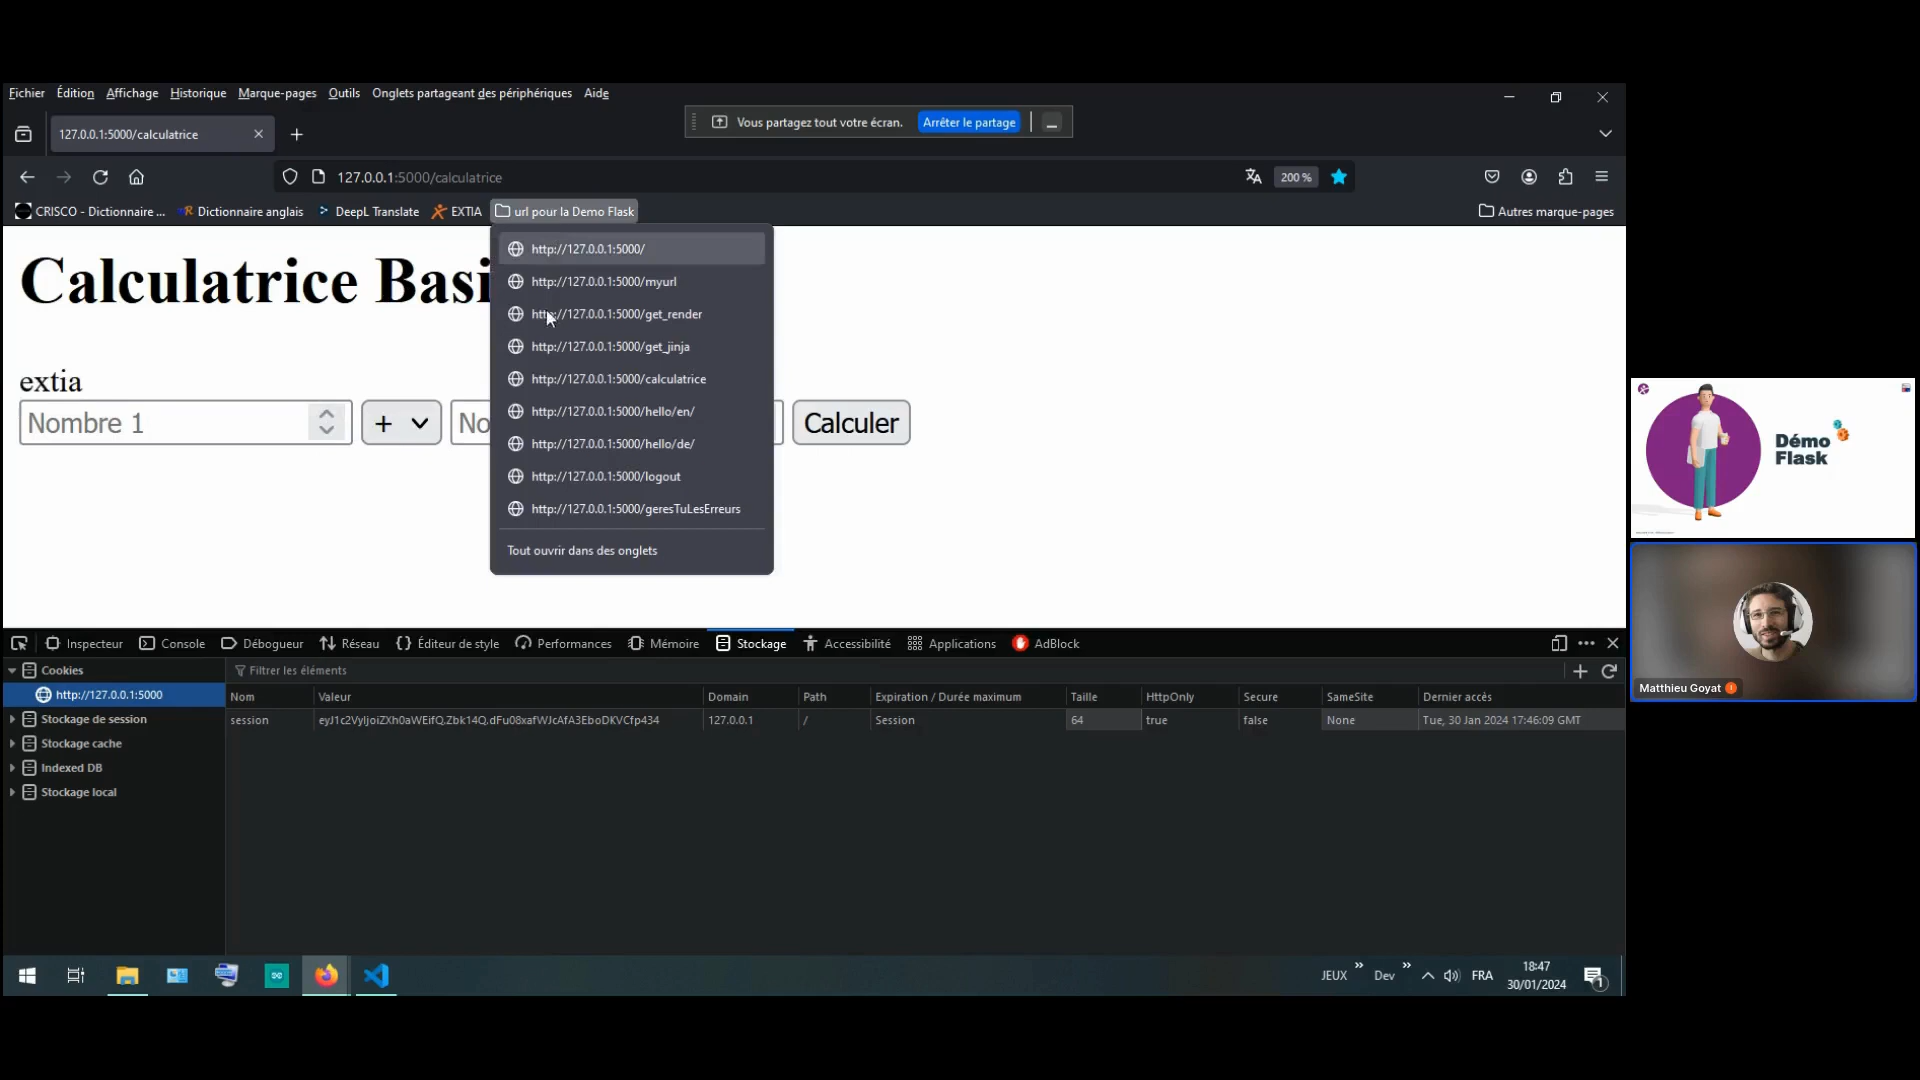 Fichier Édition Affichage Historique Marque-pages Outils Onglets partageant des périphériques Aide
127.0.0.1:5000/calculatrice
Vous partagez tout votre écran. Arrêter le partage
127.0.0.1:5000/calculatrice
200 %
CRISCO - Dictionnaire ... Dictionnaire anglais DeepL Translate EXTIA url pour la Demo Flask Autres marque-pages
http://127.0.0.1:5000/
http://127.0.0.1:5000/myurl
http://127.0.0.1:5000/get_render
http://127.0.0.1:5000/get_jinja
http://127.0.0.1:5000/calculatrice
http://127.0.0.1:5000/hello/en/
http://127.0.0.1:5000/hello/de/
http://127.0.0.1:5000/logout
http://127.0.0.1:5000/geresTuLesErreurs
Tout ouvrir dans des onglets
Calculatrice Basi
extia
Nombre 1 + No Calculer
Démo
Flask
Matthieu Goyat
Inspecteur Console Débogueur Réseau Éditeur de style Performances Mémoire Stockage Accessibilité Applications AdBlock
Cookies
http://127.0.0.1:5000
Stockage de session
Stockage cache
Indexed DB
Stockage local
Filtrer les éléments
Nom Valeur Domain Path Expiration / Durée maximum Taille HttpOnly Secure SameSite Dernier accès
session eyJ1c2VyIjoiZXh0aWEifQ.Zbk14Q.dFu08xafWJcAfA3EboDKVCfp434 127.0.0.1 / Session 64 true false None Tue, 30 Jan 2024 17:46:09 GMT
JEUX Dev FRA
18:47
30/01/2024
1